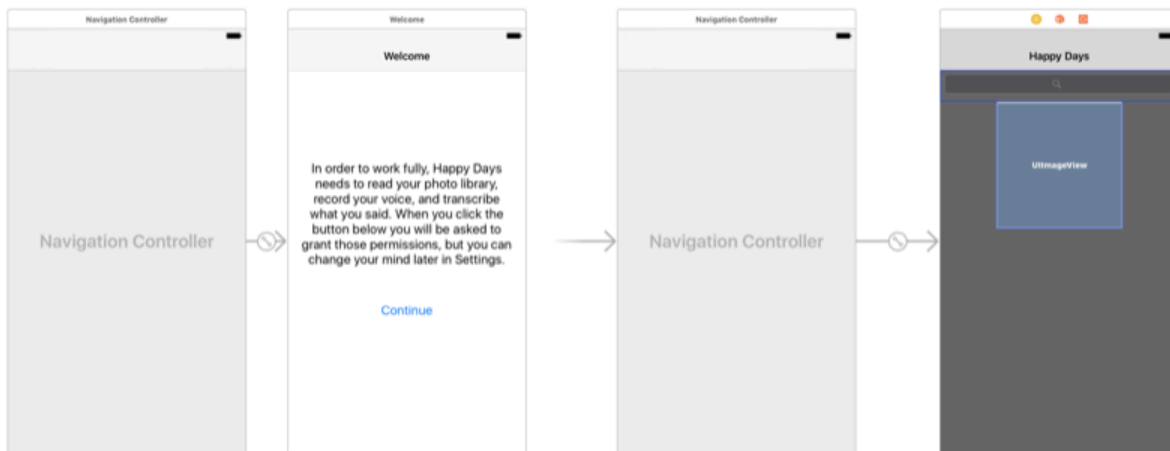 Navigation Controller
Navigation Controller
Welcome
Welcome
In order to work fully, Happy Days
needs to read your photo library,
record your voice, and transcribe
what you said. When you click the
button below you will be asked to
grant those permissions, but you can
change your mind later in Settings.
Continue
Navigation Controller
Navigation Controller
Happy Days
UIImageView